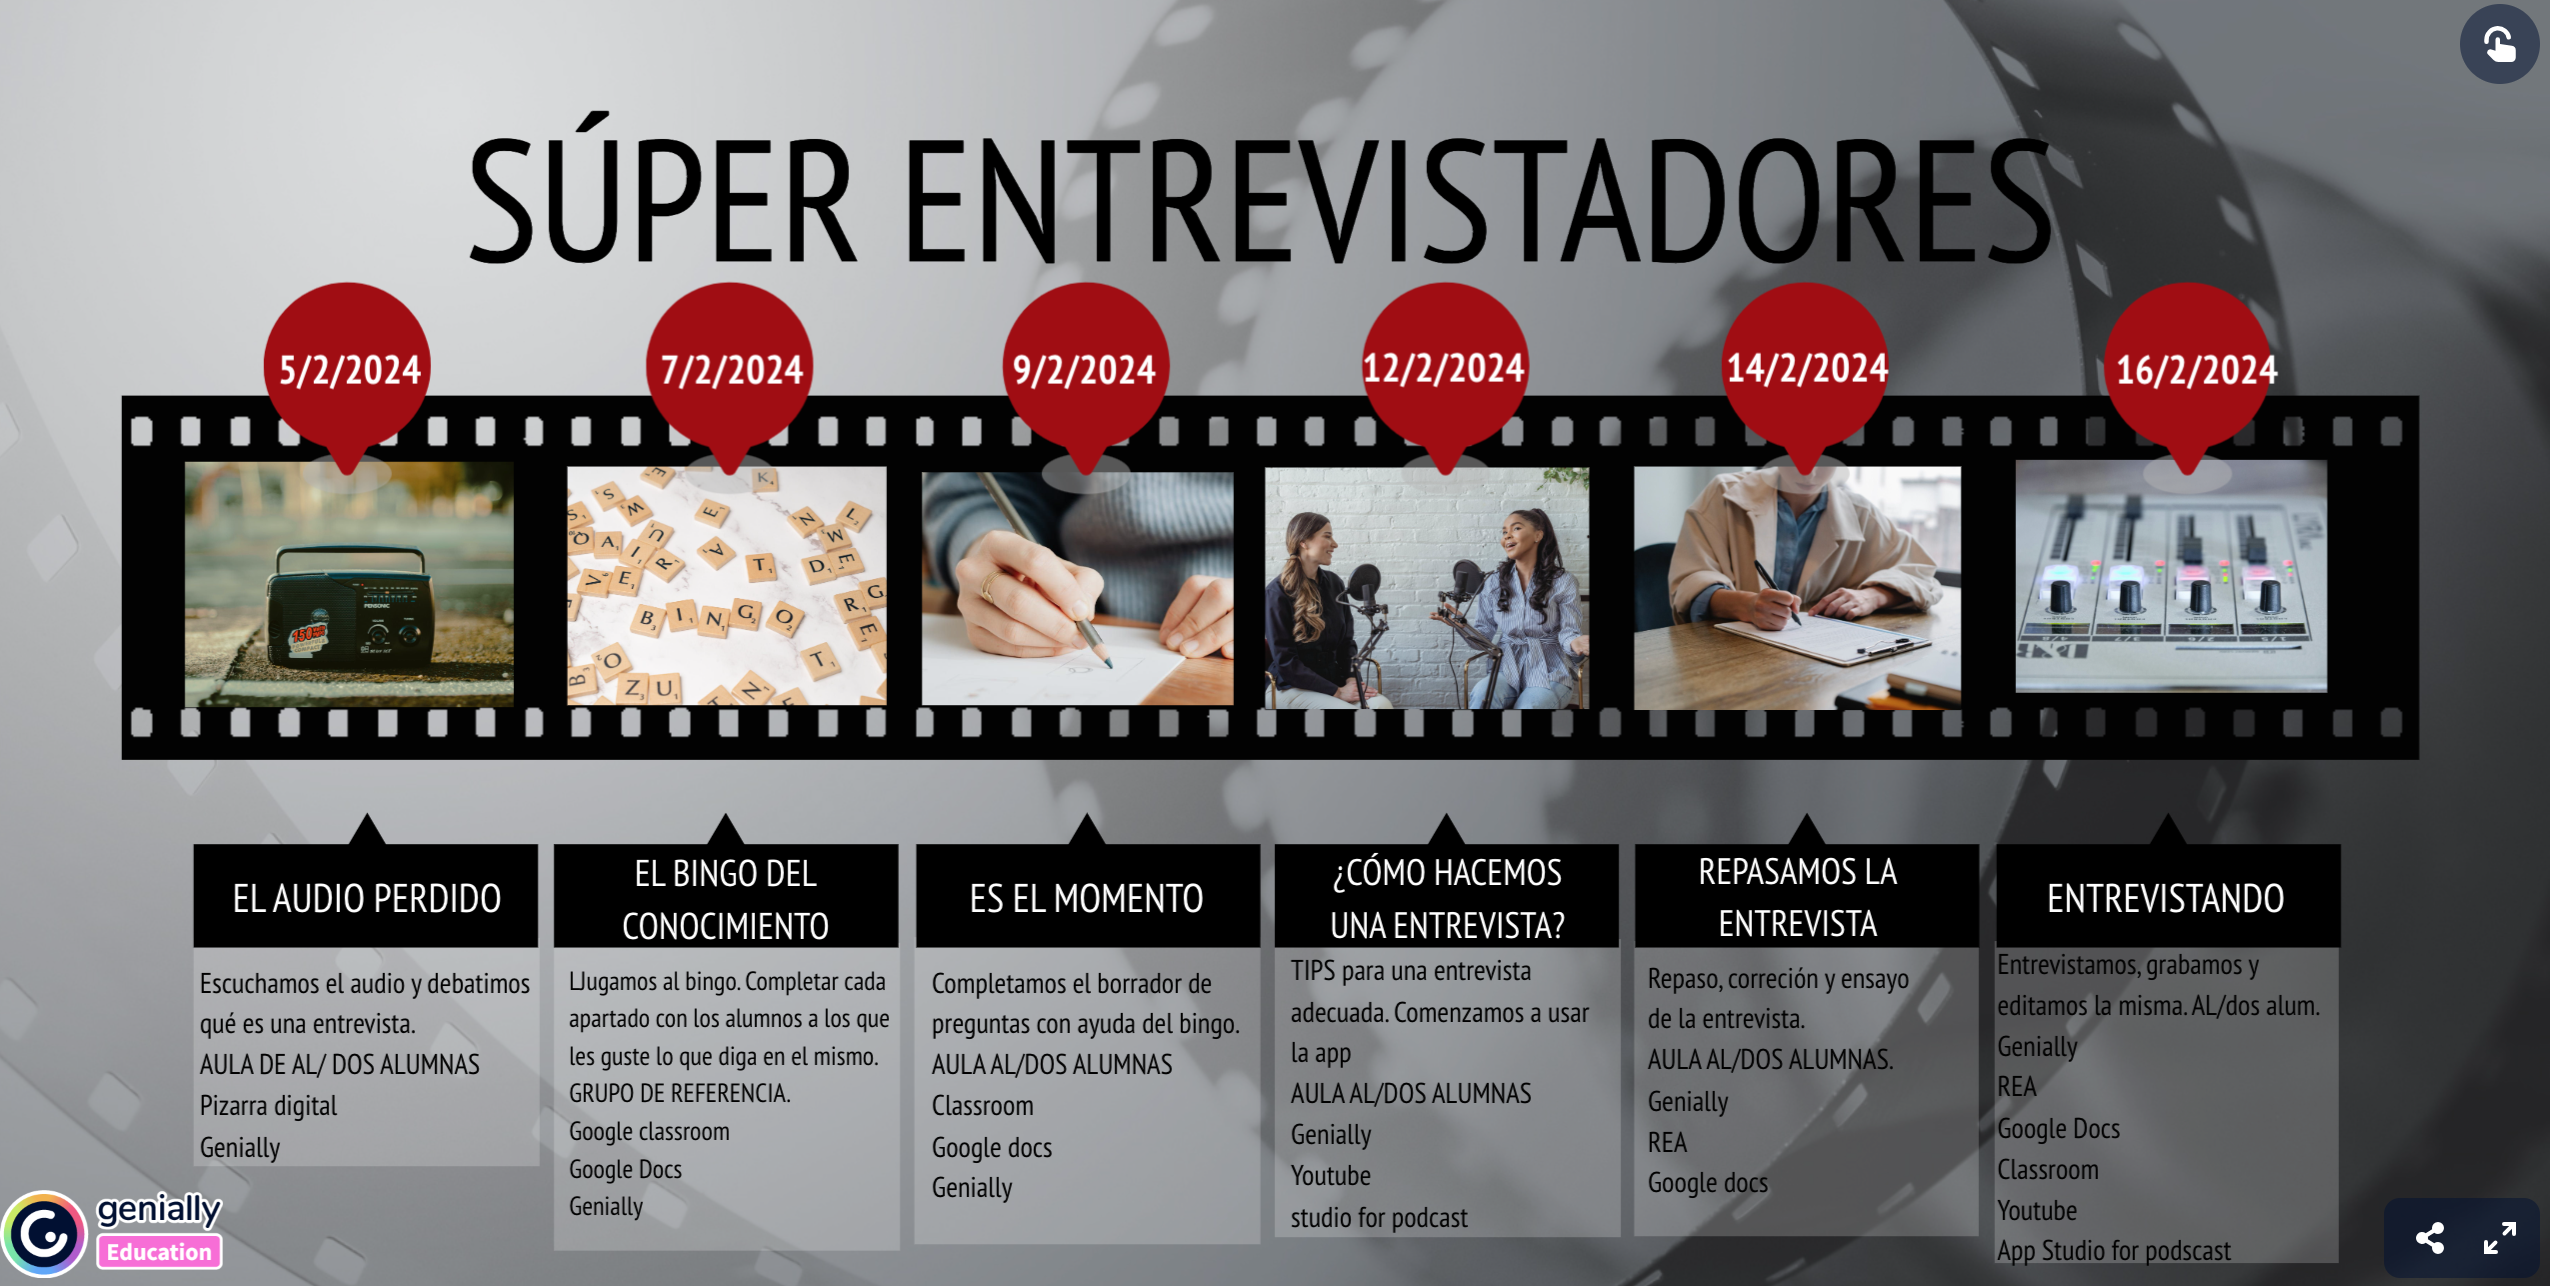 SÚPER ENTREVISTADORES
5/2/2024
7/2/2024
9/2/2024
12/2/2024
14/2/2024
16/2/2024
EL AUDIO PERDIDO
Escuchamos el audio y debatimos
qué es una entrevista.
AULA DE AL/ DOS ALUMNAS
Pizarra digital
Genially
EL BINGO DEL
CONOCIMIENTO
LJugamos al bingo. Completar cada
apartado con los alumnos a los que
les guste lo que diga en el mismo.
GRUPO DE REFERENCIA.
Google classroom
Google Docs
Genially
ES EL MOMENTO
Completamos el borrador de
preguntas con ayuda del bingo.
AULA AL/DOS ALUMNAS
Classroom
Google docs
Genially
¿CÓMO HACEMOS
UNA ENTREVISTA?
TIPS para una entrevista
adecuada. Comenzamos a usar
la app
AULA AL/DOS ALUMNAS
Genially
Youtube
studio for podcast
REPASAMOS LA
ENTREVISTA
Repaso, correción y ensayo
de la entrevista.
AULA AL/DOS ALUMNAS.
Genially
REA
Google docs
ENTREVISTANDO
Entrevistamos, grabamos y
editamos la misma. AL/dos alum.
Genially
REA
Google Docs
Classroom
Youtube
App Studio for podscast
genially
Education
BINGO